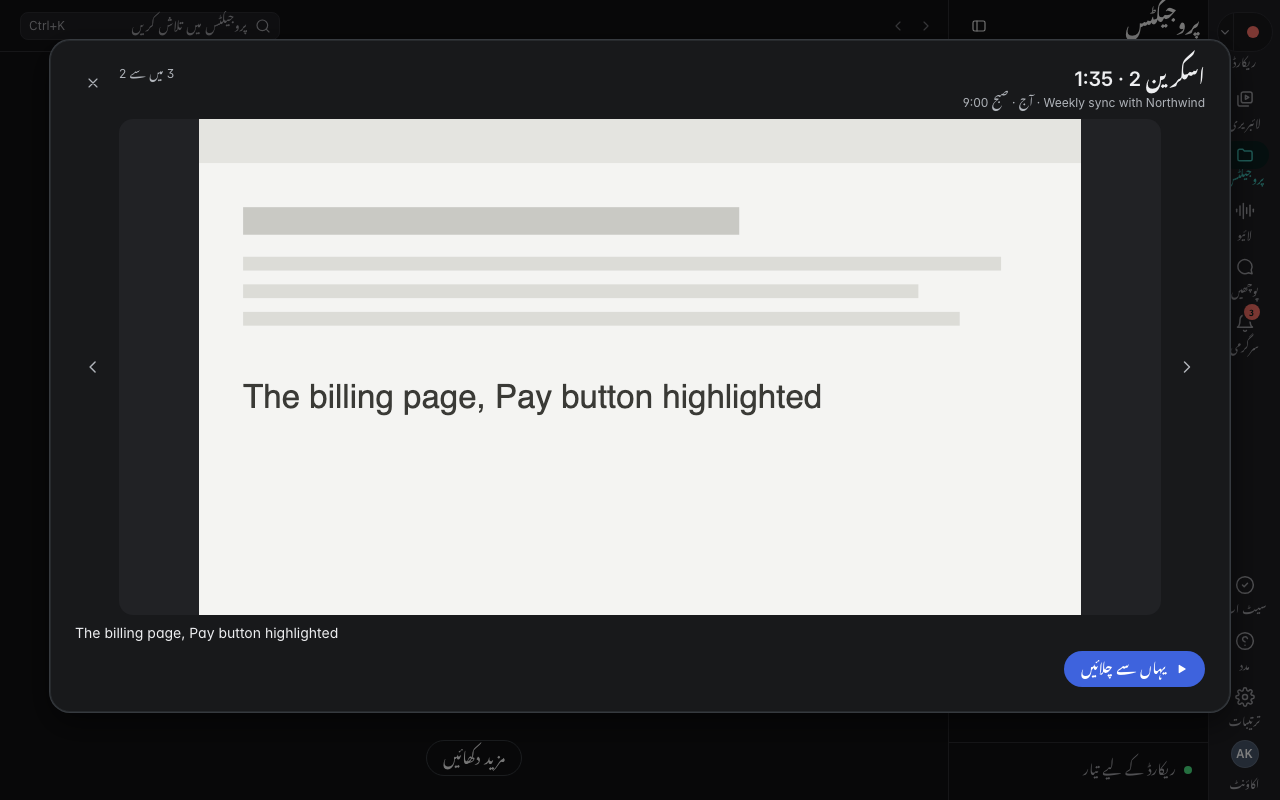 پروجیکٹس
پروجیکٹس میں تلاش کریں
Ctrl+K
ریکارڈ
لائبریری
پروجیکٹس
لائیو
پوچھیں
3
سرگرمی
مدد
ترتیبات
AK
اکاؤنٹ
اسکرین 2 · 1:35
Weekly sync with Northwind · آج · صبح 9:00
3 میں سے 2
The billing page, Pay button highlighted
The billing page, Pay button highlighted
یہاں سے چلائیں
مزید دکھائیں
ریکارڈ کے لیے تیار